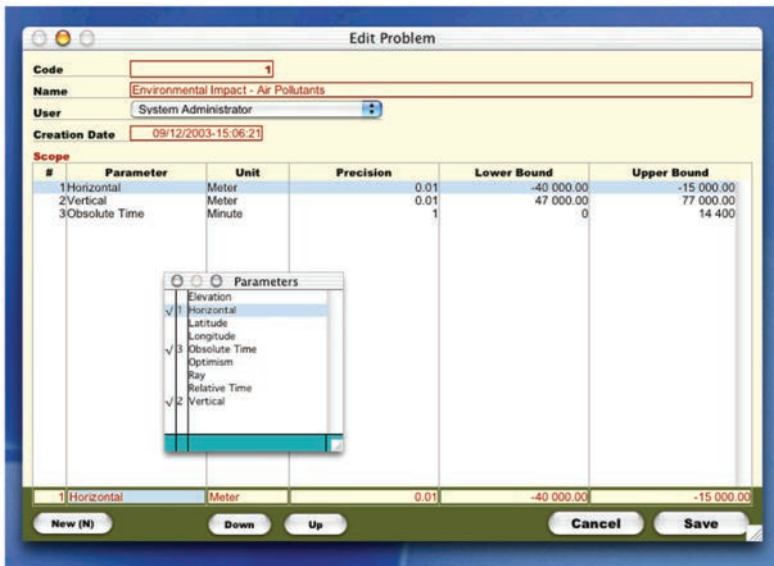 Edit Problem
Code 1
Name Environmental Impact - Air Pollutants
User System Administrator
Creation Date 09/12/2003-15:06:21
Scope
# Parameter Unit Precision Lower Bound Upper Bound
1 Horizontal Meter 0.01 -40 000.00 -15 000.00
2 Vertical Meter 0.01 47 000.00 77 000.00
3 Absolute Time Minute 1 0 14 400
Parameters
Elevation
√ 1 Horizontal
Latitude
Longitude
√ 3 Absolute Time
Optimism
Ray
Relative Time
√ 2 Vertical
1 Horizontal Meter 0.01 -40 000.00 -15 000.00
New (N) Down Up Cancel Save